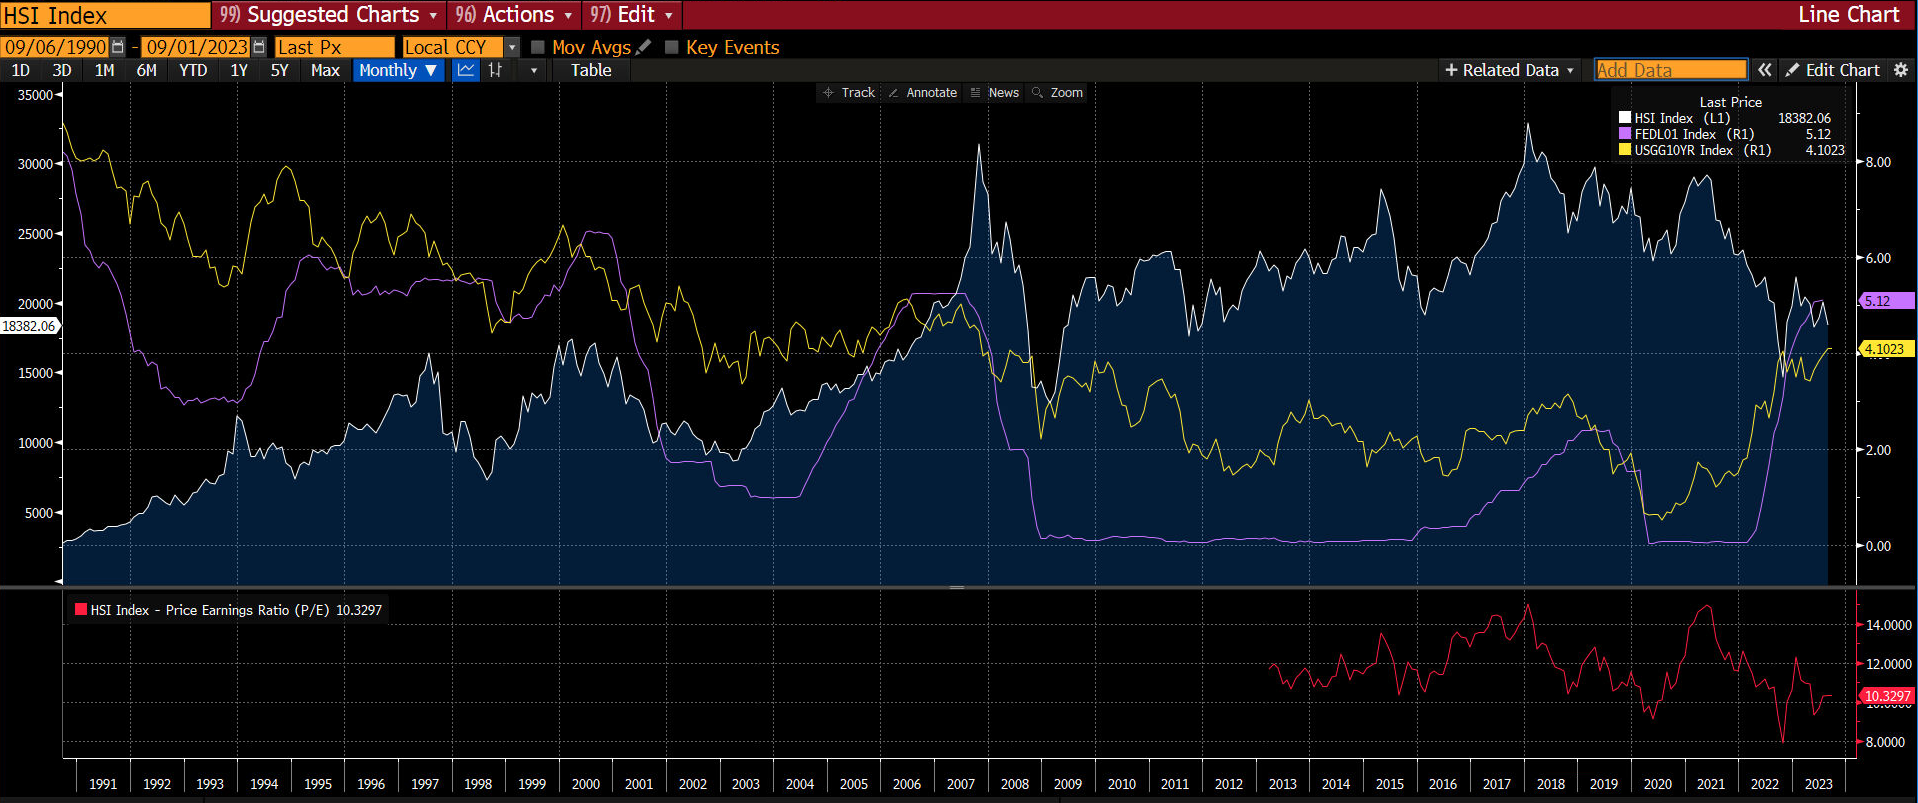 HSI Index 99) Suggested Charts 96) Actions 97) Edit Line Chart
09/06/1990 - 09/01/2023 Last Px Local CCY Mov Avgs Key Events
1D 3D 1M 6M YTD 1Y 5Y Max Monthly ▼ Table + Related Data Add Data « Edit Chart
Track Annotate News Zoom
Last Price
HSI Index (L1) 18382.06
FEDL01 Index (R1) 5.12
USGG10YR Index (R1) 4.1023
35000
30000
25000
20000
18382.06
15000
10000
5000
8.00
6.00
5.12
4.1023
2.00
0.00
HSI Index - Price Earnings Ratio (P/E) 10.3297
14.0000
12.0000
10.3297
8.0000
1991 1992 1993 1994 1995 1996 1997 1998 1999 2000 2001 2002 2003 2004 2005 2006 2007 2008 2009 2010 2011 2012 2013 2014 2015 2016 2017 2018 2019 2020 2021 2022 2023